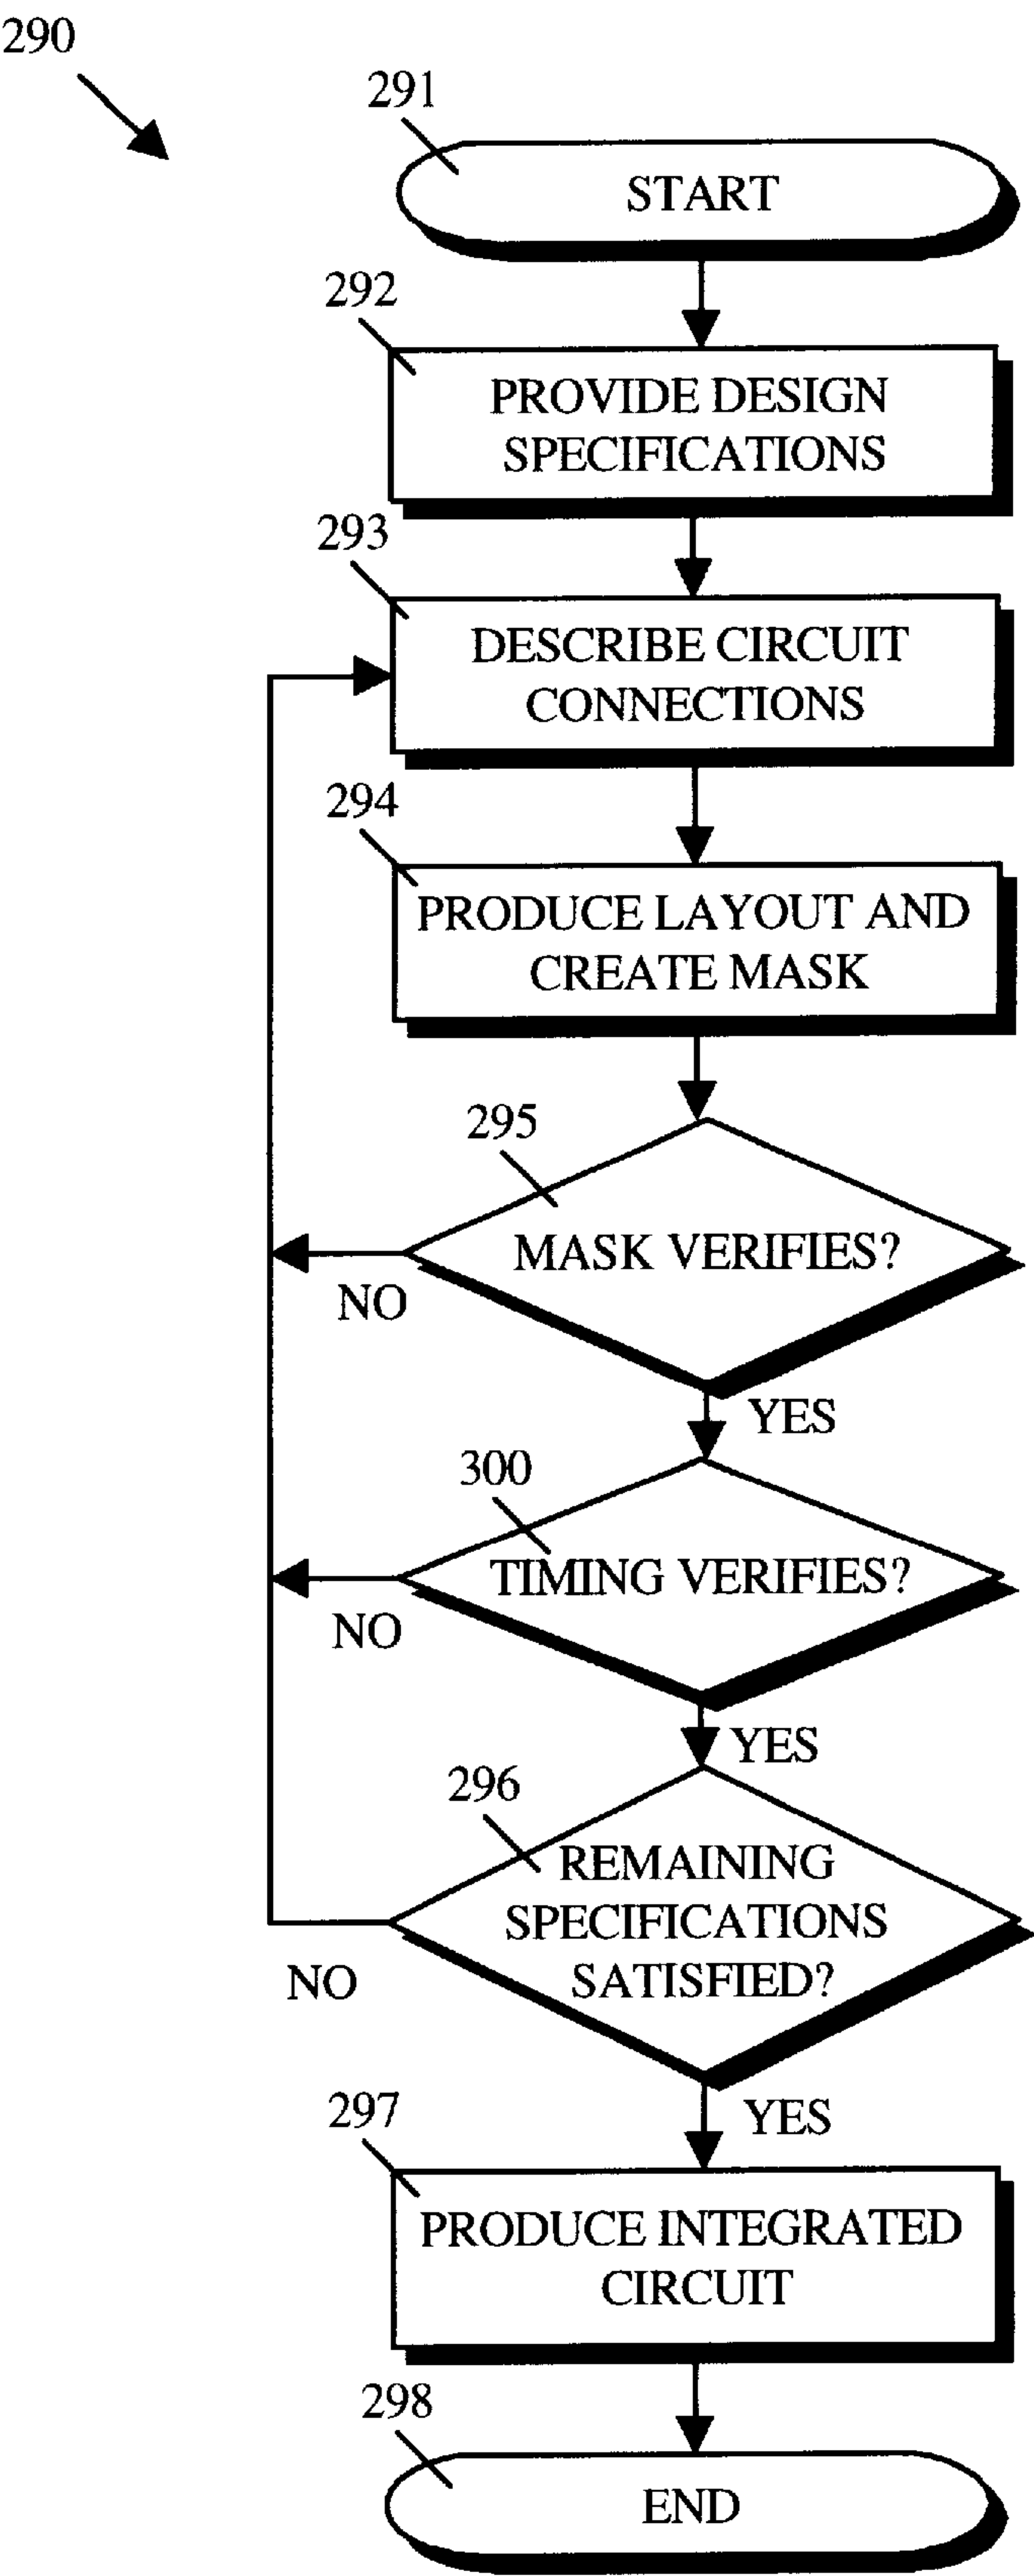 290
291
START
292
PROVIDE DESIGN
SPECIFICATIONS
293
DESCRIBE CIRCUIT
CONNECTIONS
294
PRODUCE LAYOUT AND
CREATE MASK
295
MASK VERIFIES?
NO
YES
300
TIMING VERIFIES?
NO
YES
296
REMAINING
SPECIFICATIONS
SATISFIED?
NO
YES
297
PRODUCE INTEGRATED
CIRCUIT
298
END